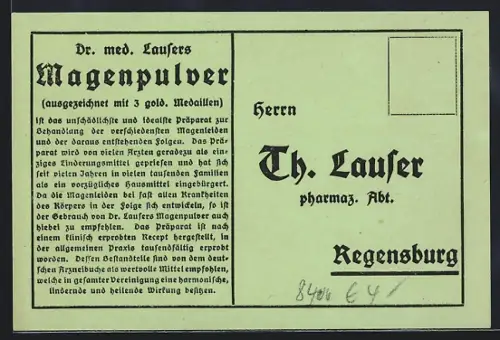 Dr. med. Lauſers
Magenpulver
(ausgezeichnet mit 3 gold. Medaillen)
iſt das unſchädlichſte und idealſte Präparat zur
Behandlung der verſchiedenſten Magenleiden
und der daraus entſtehenden Folgen. Das Prä-
parat wird von vielen Ärzten geradezu als ein-
ziges Linderungsmittel geprieſen und hat ſich
ſeit vielen Jahren in vielen tauſenden Familien
als ein vorzügliches Hausmittel eingebürgert.
Da die Magenleiden bei faſt allen Krankheiten
des Körpers in der Folge ſich entwickeln, ſo iſt
der Gebrauch von Dr. Lauſers Magenpulver auch
hiebei zu empfehlen. Das Präparat iſt nach
einem kliniſch erprobten Rezept hergeſtellt, in
der allgemeinen Praxis tauſendfältig erprobt
worden. Deſſen Beſtandteile ſind von dem deut-
ſchen Arzneibuche als wertvolle Mittel empfohlen,
welche in geſamter Vereinigung eine harmoniſche,
lindernde und heilende Wirkung beſitzen.
Herrn
Th. Lauſer
pharmaz. Abt.
Regensburg
€ 4